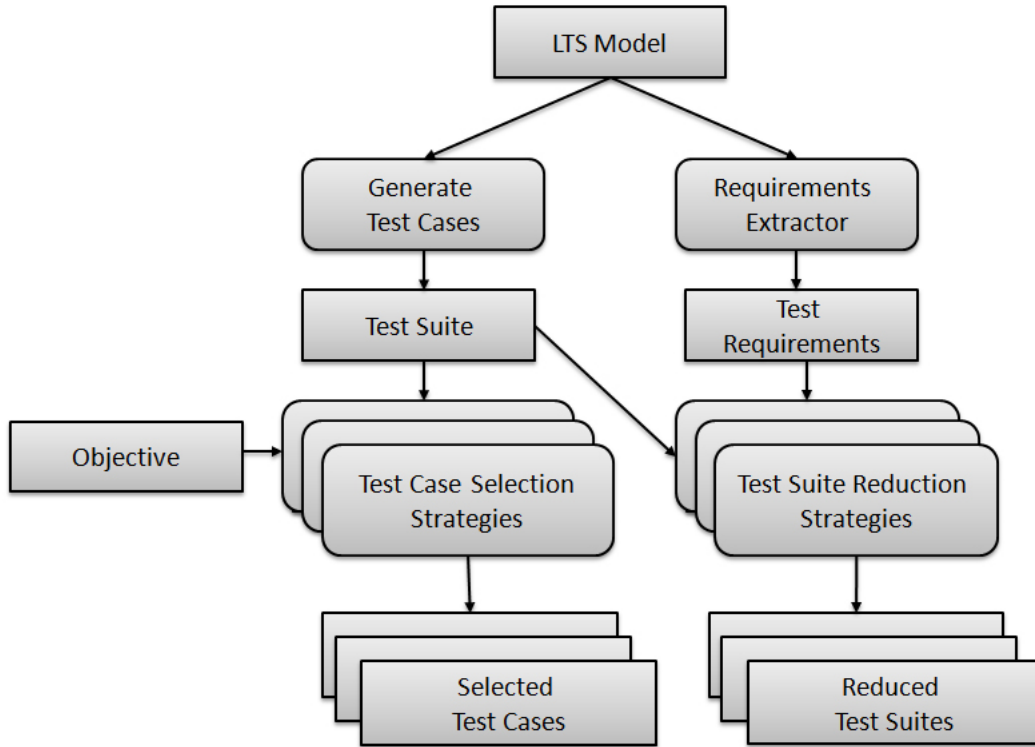 LTS Model
Generate
Test Cases
Requirements
Extractor
Test Suite
Test
Requirements
Objective
Test Case Selection
Strategies
Test Suite Reduction
Strategies
Selected
Test Cases
Reduced
Test Suites